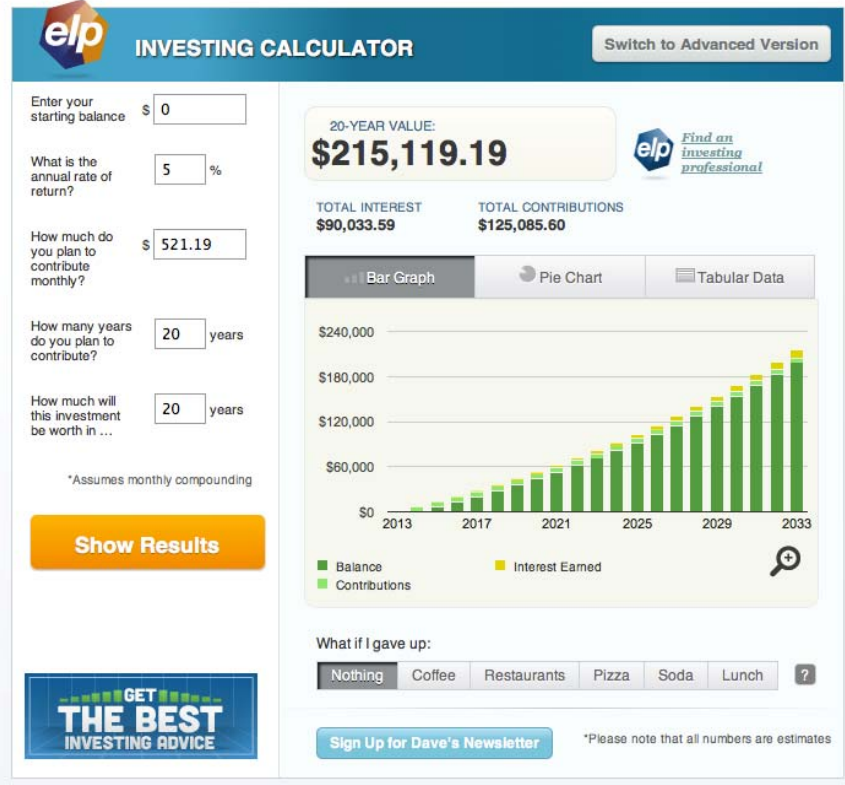 elp
INVESTING CALCULATOR
Switch to Advanced Version
Enter your
starting balance
$ 0
What is the
annual rate of
return?
5 %
How much do
you plan to
contribute
monthly?
$ 521.19
How many years
do you plan to
contribute?
20 years
How much will
this investment
be worth in ...
20 years
*Assumes monthly compounding
Show Results
GET
THE BEST
INVESTING ADVICE
20-YEAR VALUE:
$215,119.19
elp
Find an
investing
professional
TOTAL INTEREST
$90,033.59
TOTAL CONTRIBUTIONS
$125,085.60
Bar Graph
Pie Chart
Tabular Data
$240,000
$180,000
$120,000
$60,000
$0
2013 2017 2021 2025 2029 2033
Balance
Interest Earned
Contributions
What if I gave up:
Nothing Coffee Restaurants Pizza Soda Lunch ?
Sign Up for Dave's Newsletter
*Please note that all numbers are estimates